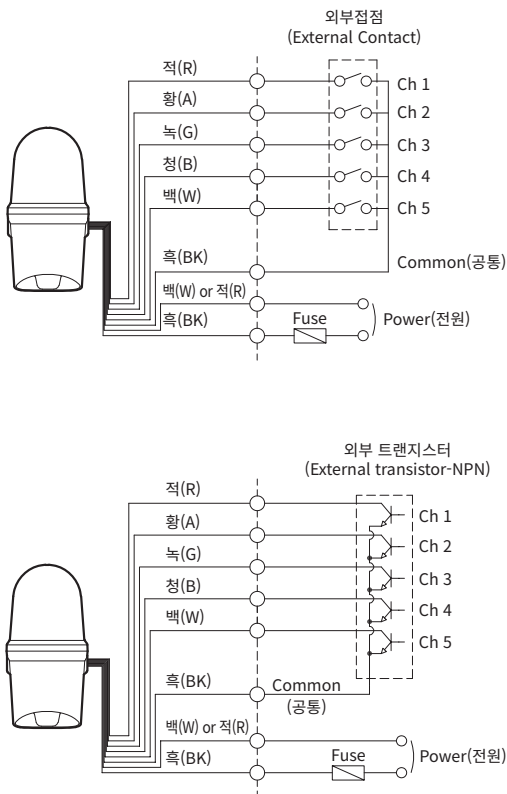 외부접점
(External Contact)
적(R)
Ch 1
황(A)
Ch 2
녹(G)
Ch 3
청(B)
Ch 4
백(W)
Ch 5
흑(BK)
Common(공통)
백(W) or 적(R)
흑(BK)
Fuse
Power(전원)
외부 트랜지스터
(External transistor-NPN)
적(R)
Ch 1
황(A)
Ch 2
녹(G)
Ch 3
청(B)
Ch 4
백(W)
Ch 5
흑(BK)
Common
(공통)
백(W) or 적(R)
흑(BK)
Fuse
Power(전원)